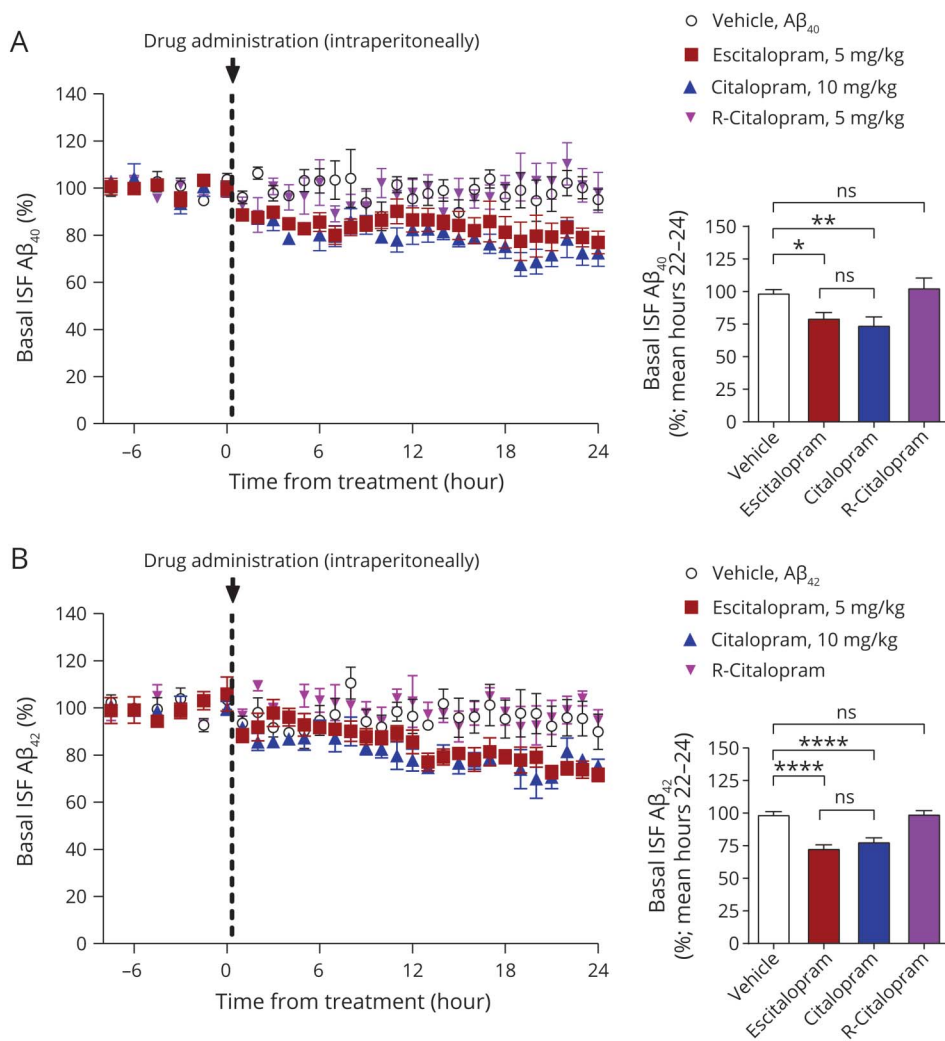 A
Drug administration (intraperitoneally)
Vehicle, Aβ₄₀
Escitalopram, 5 mg/kg
Citalopram, 10 mg/kg
R-Citalopram, 5 mg/kg
Basal ISF Aβ₄₀ (%)
140
120
100
80
60
40
20
0
–6
0
6
12
18
24
Time from treatment (hour)
Basal ISF Aβ₄₀
(%; mean hours 22–24)
150
125
100
75
50
25
0
ns
**
*
ns
Vehicle
Escitalopram
Citalopram
R-Citalopram
B
Drug administration (intraperitoneally)
Vehicle, Aβ₄₂
Escitalopram, 5 mg/kg
Citalopram, 10 mg/kg
R-Citalopram
Basal ISF Aβ₄₂ (%)
140
120
100
80
60
40
20
0
–6
0
6
12
18
24
Time from treatment (hour)
Basal ISF Aβ₄₂
(%; mean hours 22–24)
150
125
100
75
50
25
0
ns
****
****
ns
Vehicle
Escitalopram
Citalopram
R-Citalopram